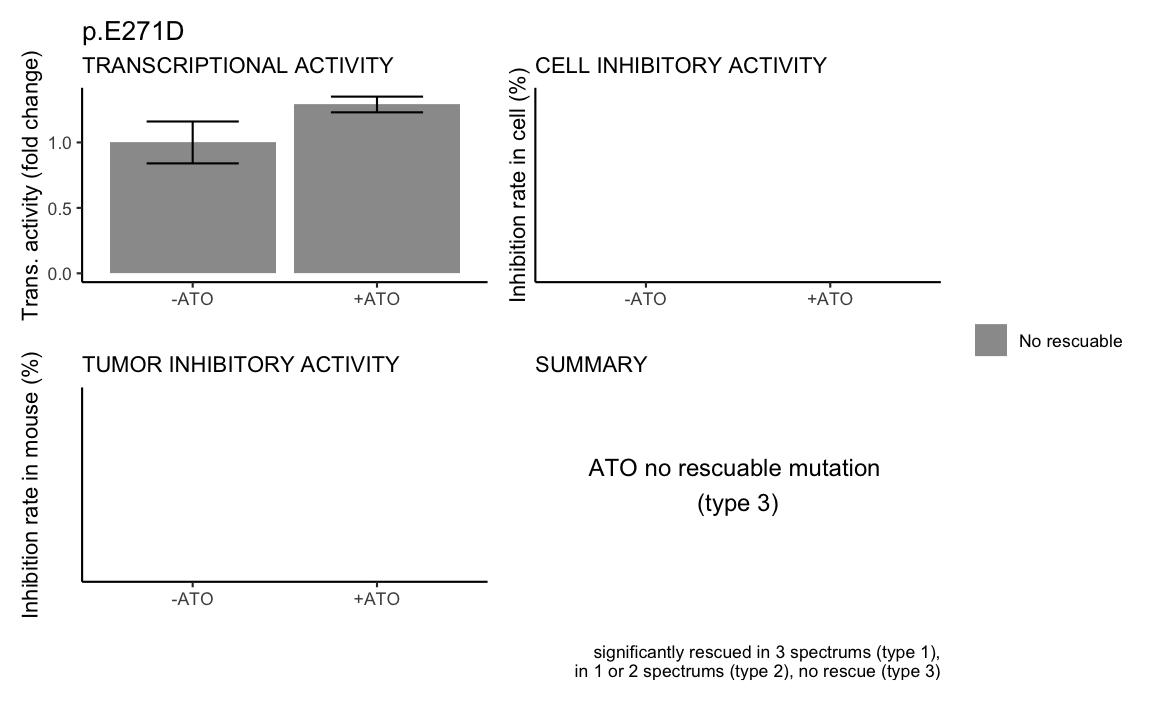 p.E271D
TRANSCRIPTIONAL ACTIVITY
Trans. activity (fold change)
1.0
0.5
0.0
-ATO
+ATO
CELL INHIBITORY ACTIVITY
Inhibition rate in cell (%)
-ATO
+ATO
No rescuable
TUMOR INHIBITORY ACTIVITY
Inhibition rate in mouse (%)
-ATO
+ATO
SUMMARY
ATO no rescuable mutation
(type 3)
significantly rescued in 3 spectrums (type 1),
in 1 or 2 spectrums (type 2), no rescue (type 3)